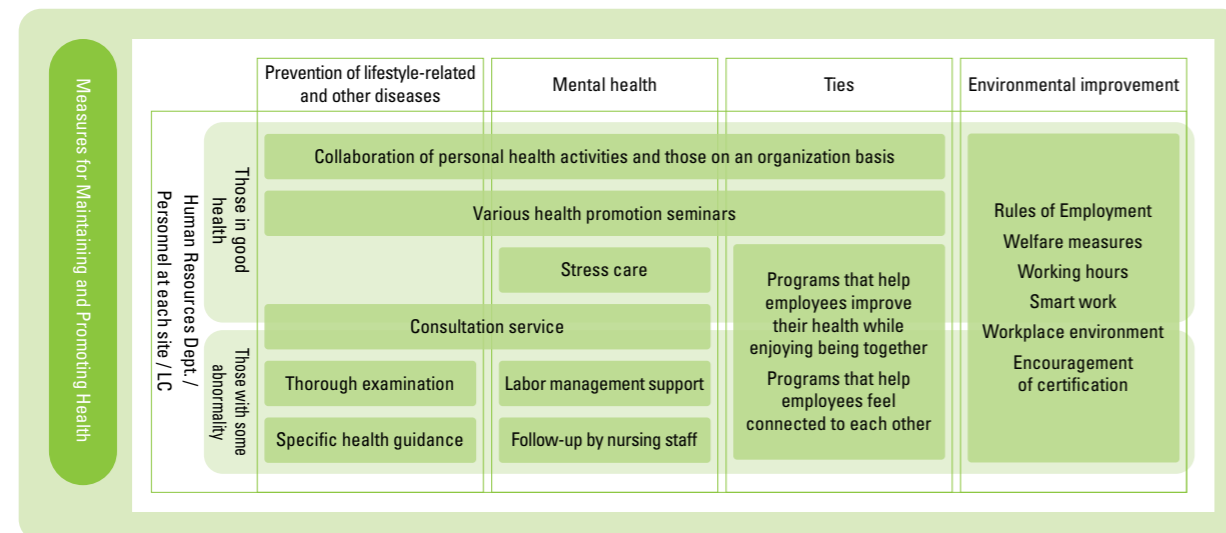 Measures for Maintaining and Promoting Health
Prevention of lifestyle-related
and other diseases
Mental health
Ties
Environmental improvement
Human Resources Dept. /
Personnel at each site / LC
Those in good
health
Those with some
abnormality
Collaboration of personal health activities and those on an organization basis
Various health promotion seminars
Stress care
Consultation service
Thorough examination
Labor management support
Specific health guidance
Follow-up by nursing staff
Programs that help
employees improve
their health while
enjoying being together
Programs that help
employees feel
connected to each other
Rules of Employment
Welfare measures
Working hours
Smart work
Workplace environment
Encouragement
of certification